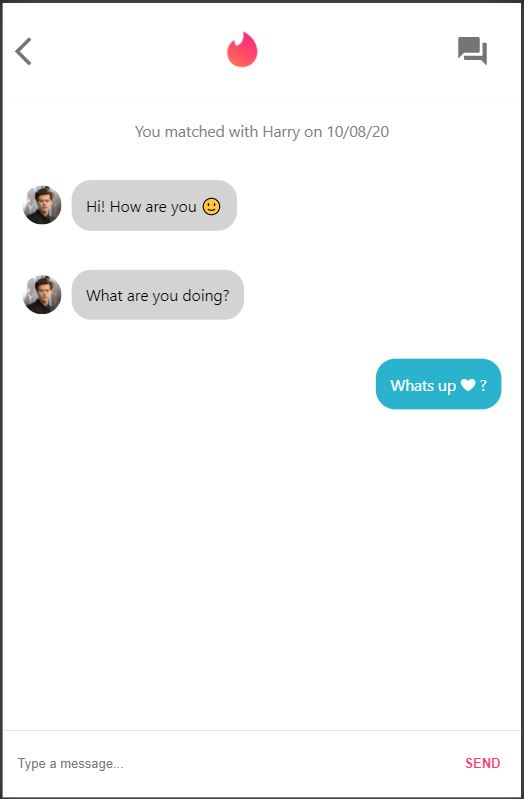 You matched with Harry on 10/08/20
Hi! How are you 🙂
What are you doing?
Whats up 🤍 ?
Type a message...
SEND